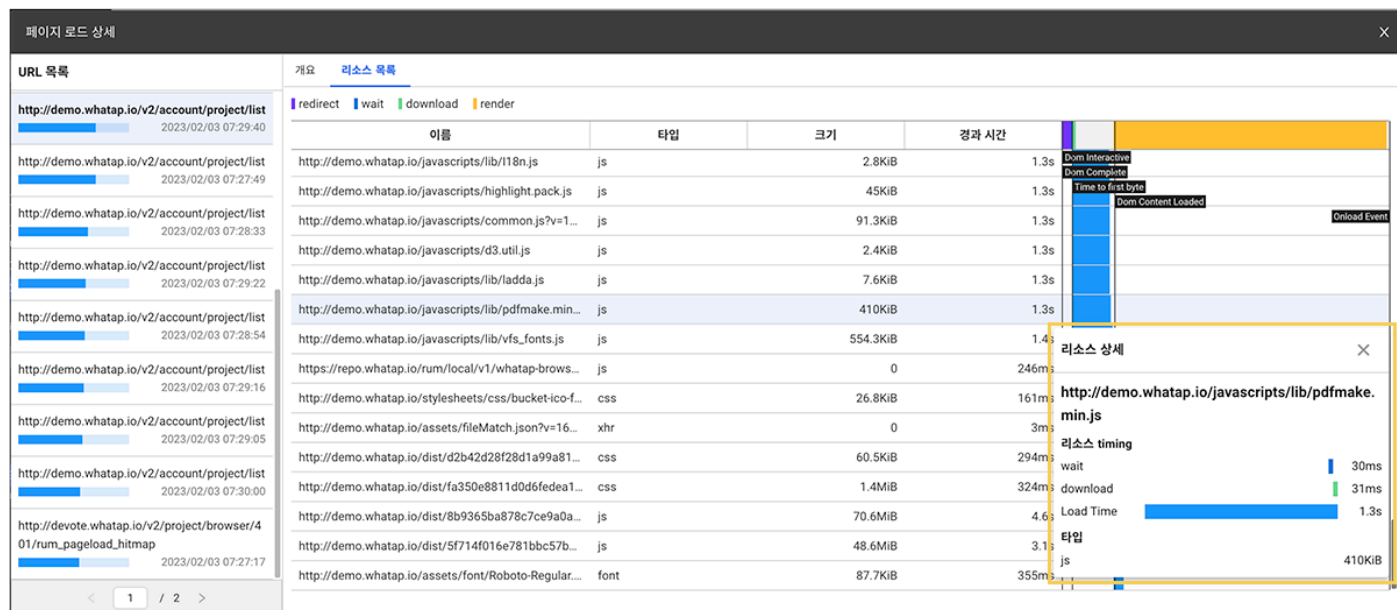 페이지 로드 상세
URL 목록
http://demo.whatap.io/v2/account/project/list
2023/02/03 07:29:40
http://demo.whatap.io/v2/account/project/list
2023/02/03 07:27:49
http://demo.whatap.io/v2/account/project/list
2023/02/03 07:28:33
http://demo.whatap.io/v2/account/project/list
2023/02/03 07:29:22
http://demo.whatap.io/v2/account/project/list
2023/02/03 07:28:54
http://demo.whatap.io/v2/account/project/list
2023/02/03 07:29:16
http://demo.whatap.io/v2/account/project/list
2023/02/03 07:29:05
http://demo.whatap.io/v2/account/project/list
2023/02/03 07:30:00
http://devote.whatap.io/v2/project/browser/4
01/rum_pageload_hitmap
2023/02/03 07:27:17
1 / 2
개요 리소스 목록
redirect wait download render
이름 타입 크기 경과 시간
http://demo.whatap.io/javascripts/lib/I18n.js js 2.8KiB 1.3s
http://demo.whatap.io/javascripts/highlight.pack.js js 45KiB 1.3s
http://demo.whatap.io/javascripts/common.js?v=1... js 91.3KiB 1.3s
http://demo.whatap.io/javascripts/d3.util.js js 2.4KiB 1.3s
http://demo.whatap.io/javascripts/lib/ladda.js js 7.6KiB 1.3s
http://demo.whatap.io/javascripts/lib/pdfmake.min... js 410KiB 1.3s
http://demo.whatap.io/javascripts/lib/vfs_fonts.js js 554.3KiB 1.4s
https://repo.whatap.io/rum/local/v1/whatap-brows... js 0 246ms
http://demo.whatap.io/stylesheets/css/bucket-ico-f... css 26.8KiB 161ms
http://demo.whatap.io/assets/fileMatch.json?v=16... xhr 0 3ms
http://demo.whatap.io/dist/d2b42d28f28d1a99a81... css 60.5KiB 294ms
http://demo.whatap.io/dist/fa350e8811d0d6fedea1... css 1.4MiB 324ms
http://demo.whatap.io/dist/8b9365ba878c7ce9a0a... js 70.6MiB 4.6s
http://demo.whatap.io/dist/5f714f016e781bbc57b... js 48.6MiB 3.1s
http://demo.whatap.io/assets/font/Roboto-Regular.... font 87.7KiB 355ms
Dom Interactive
Dom Complete
Time to first byte
Dom Content Loaded
Onload Event
리소스 상세
http://demo.whatap.io/javascripts/lib/pdfmake.
min.js
리소스 timing
wait 30ms
download 31ms
Load Time 1.3s
타입
js 410KiB